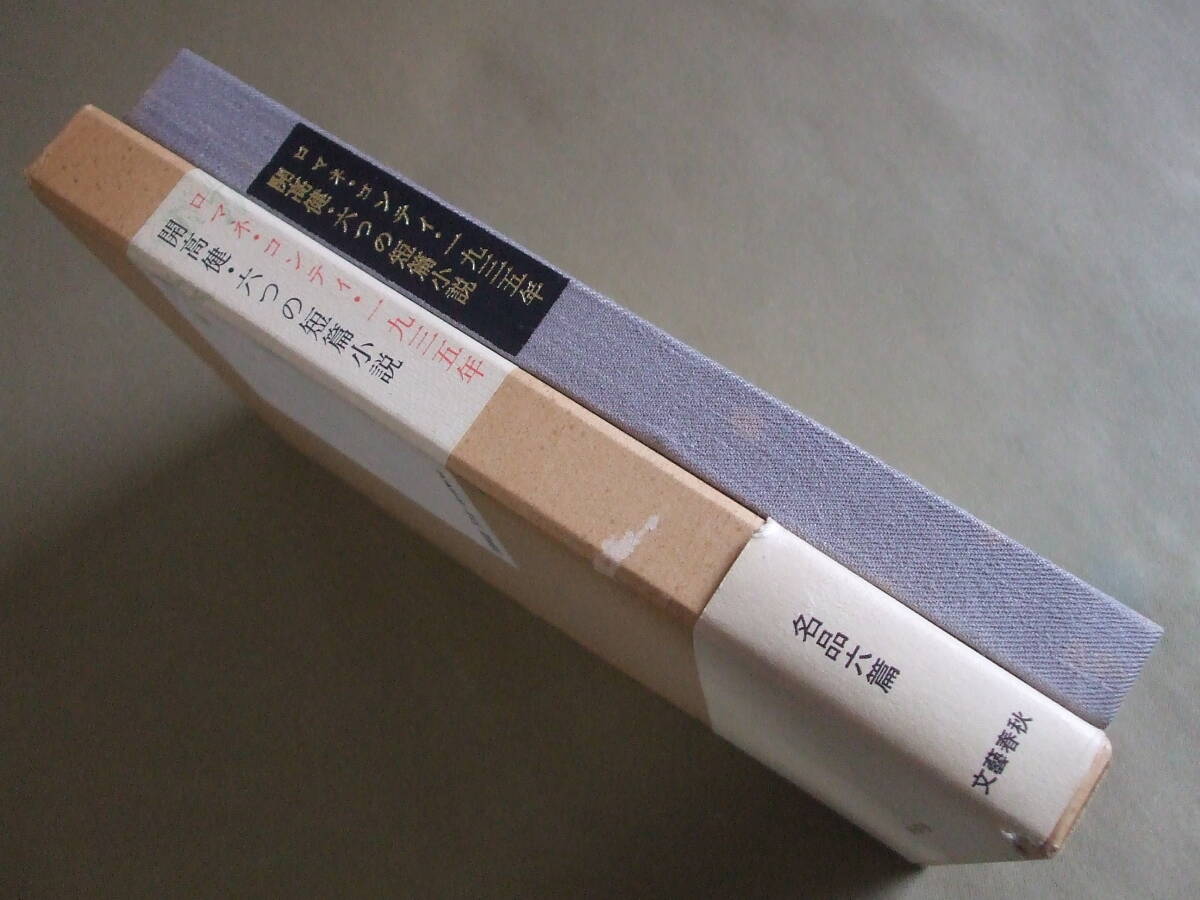 ロマネ・コンティ・一九三五年
開高健・六つの短篇小説
ロマネ・コンティ・一九三五年
開高健・六つの短篇小説
名品六篇
文藝春秋